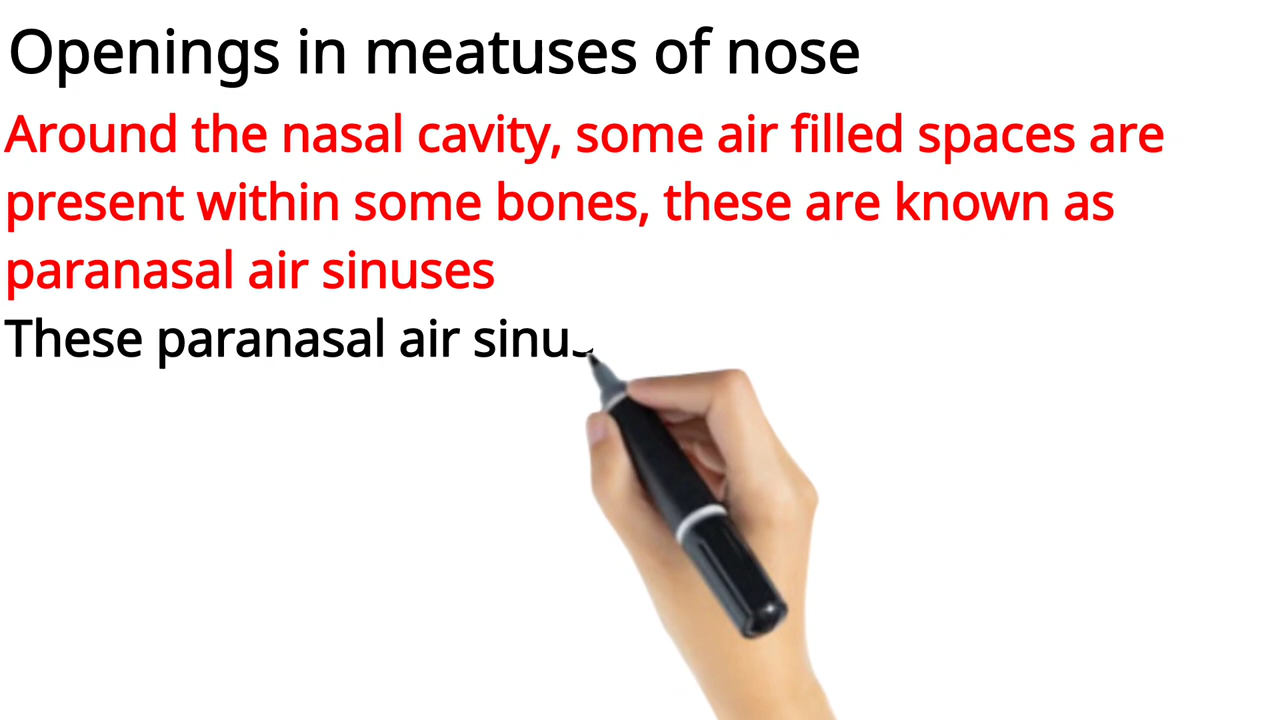 Openings in meatuses of nose
Around the nasal cavity, some air filled spaces are
present within some bones, these are known as
paranasal air sinuses
These paranasal air sinus